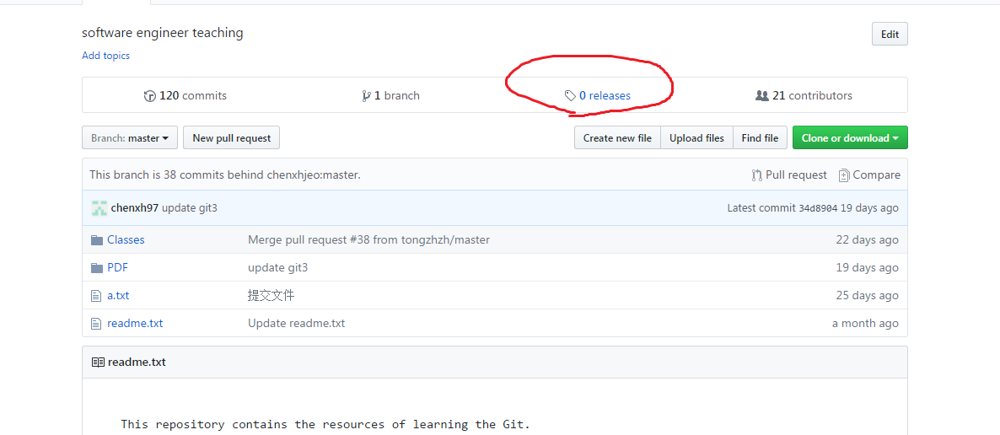 software engineer teaching
Edit
Add topics
120 commits
1 branch
0 releases
21 contributors
Branch: master
New pull request
Create new file
Upload files
Find file
Clone or download
This branch is 38 commits behind chenxhjeo:master.
Pull request
Compare
chenxh97 update git3
Latest commit 34d8904 19 days ago
Classes
Merge pull request #38 from tongzhzh/master
22 days ago
PDF
update git3
19 days ago
a.txt
提交文件
25 days ago
readme.txt
Update readme.txt
a month ago
readme.txt
This repository contains the resources of learning the Git.